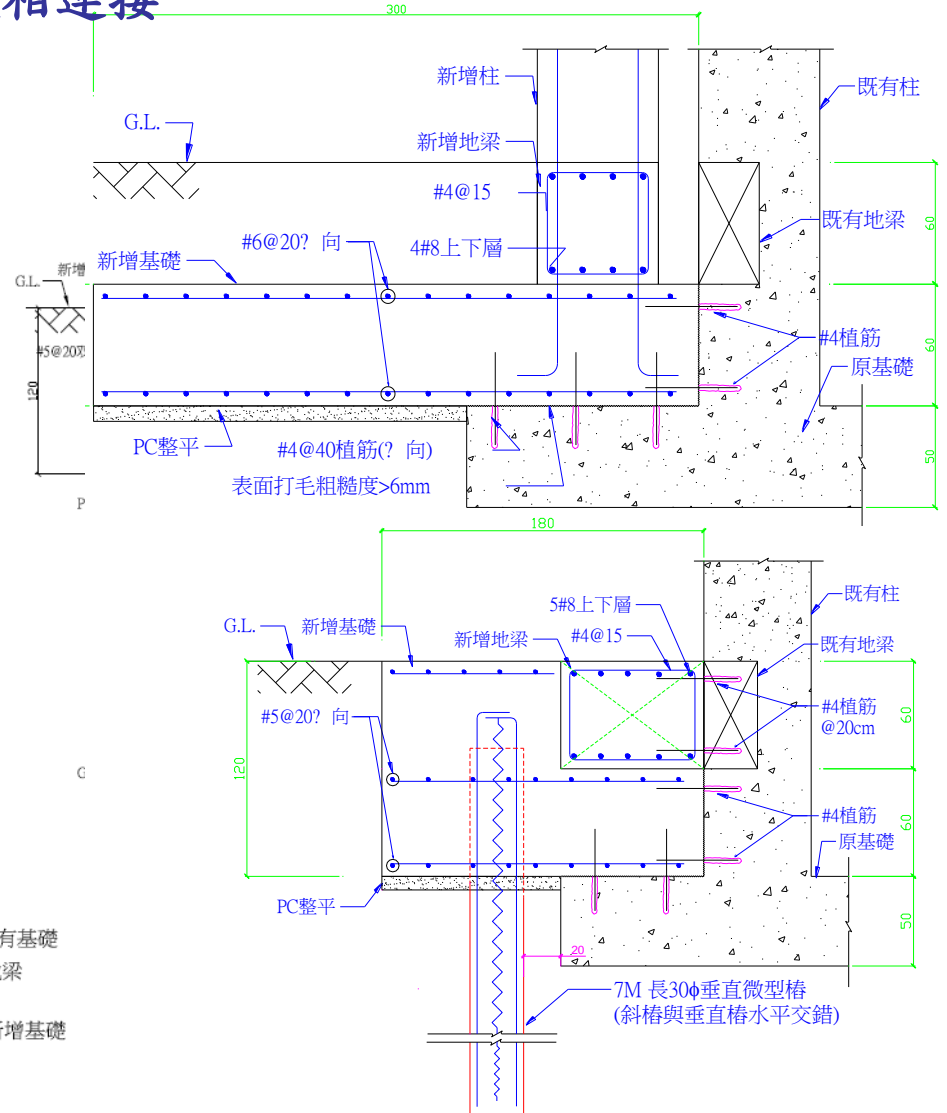 相連接
300
新增柱
既有柱
G.L.
新增地梁
#4@15
60
既有地梁
#6@20? 向
4#8上下層
新增基礎
新增
G.L.
#4植筋
60
#5@20
原基礎
120
PC整平
#4@40植筋(? 向)
50
表面打毛粗糙度>6mm
P
180
5#8上下層
既有柱
G.L.
新增基礎
新增地梁
#4@15
既有地梁
#5@20? 向
#4植筋
@20cm
60
120
#4植筋
60
原基礎
PC整平
50
有基礎
20
梁
7M 長30φ垂直微型樁
(斜樁與垂直樁水平交錯)
增基礎